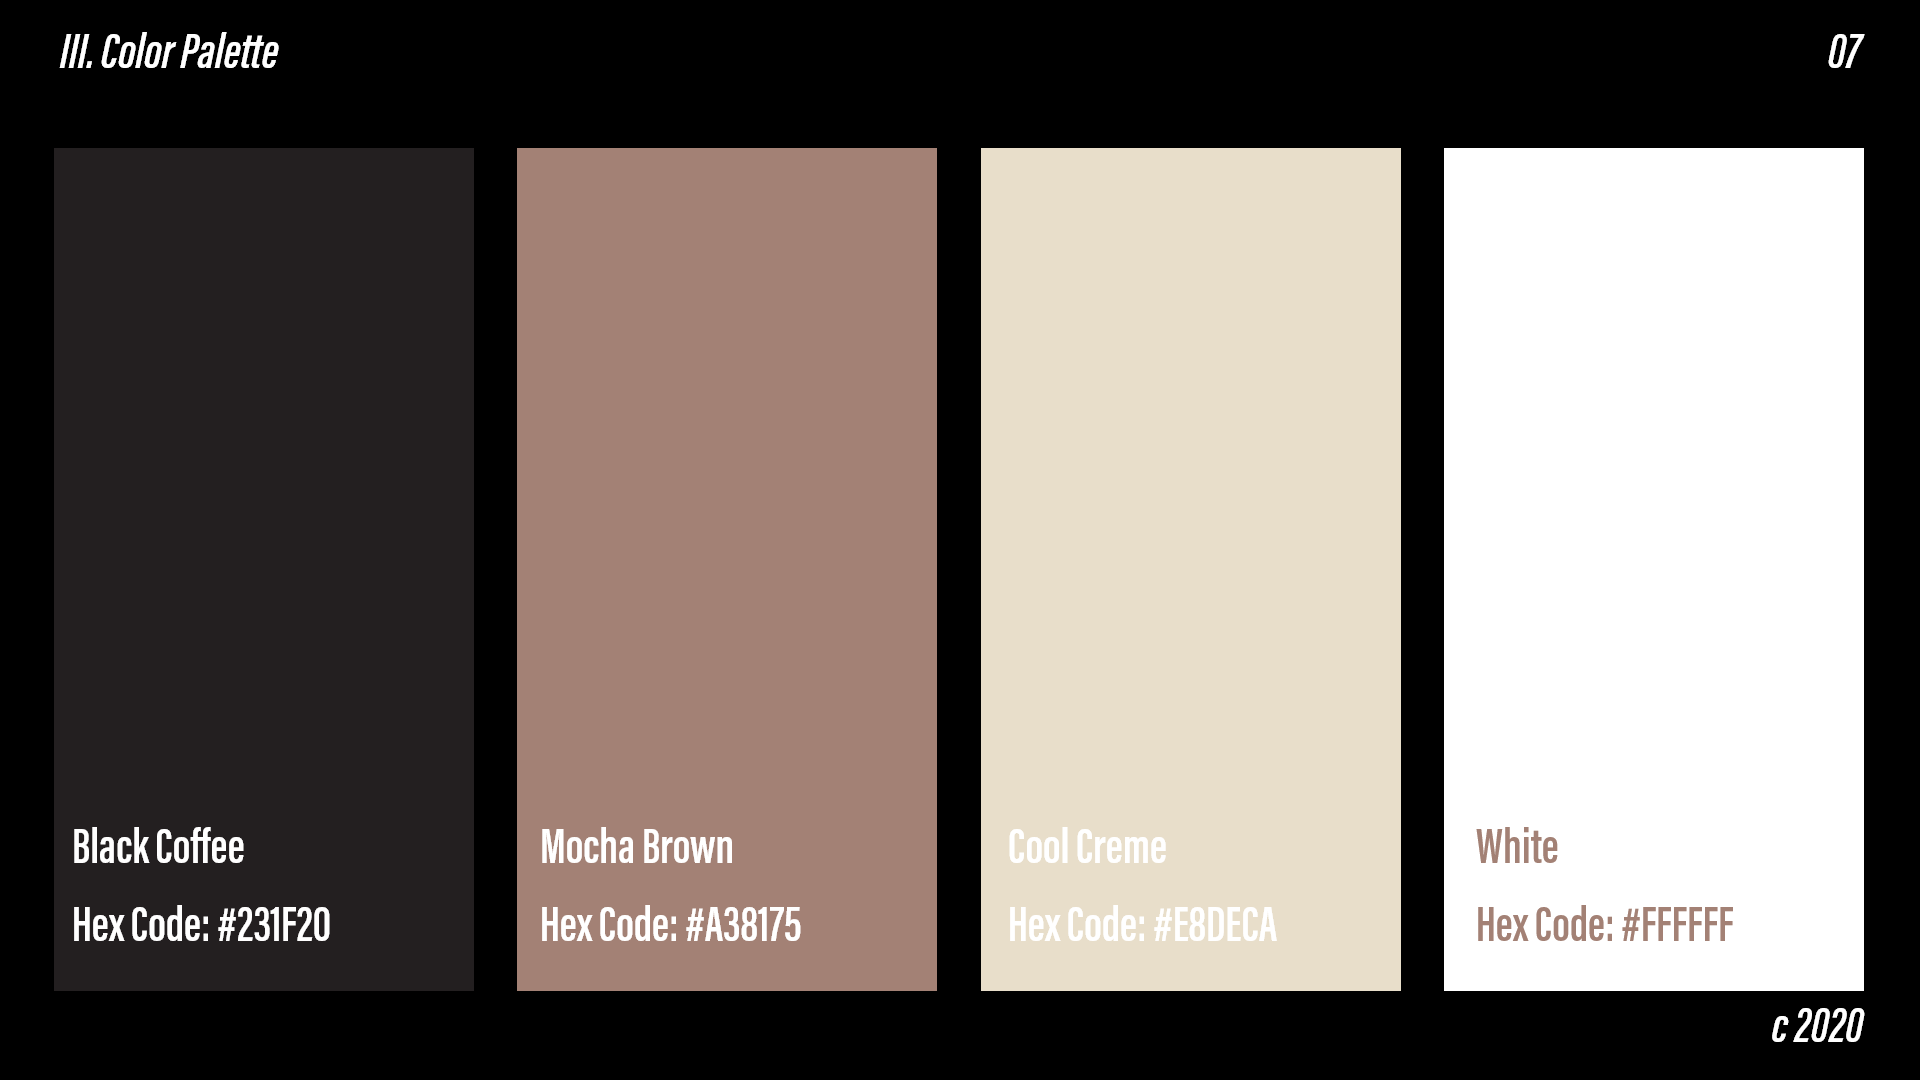 III. Color Palette
07
Black Coffee
Hex Code: #231F20
Mocha Brown
Hex Code: #A38175
Cool Creme
Hex Code: #E8DECA
White
Hex Code: #FFFFFF
c 2020